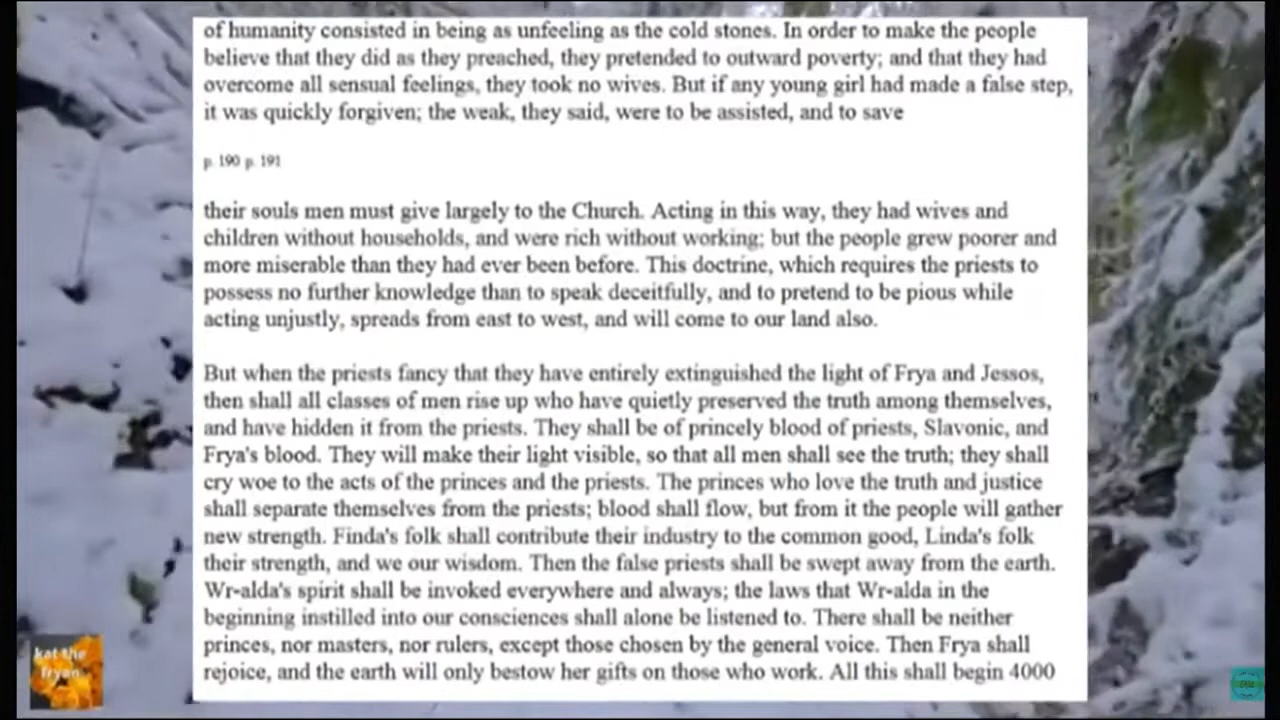 of humanity consisted in being as unfeeling as the cold stones. In order to make the people
believe that they did as they preached, they pretended to outward poverty; and that they had
overcome all sensual feelings, they took no wives. But if any young girl had made a false step,
it was quickly forgiven; the weak, they said, were to be assisted, and to save
p. 190 p. 191
their souls men must give largely to the Church. Acting in this way, they had wives and
children without households, and were rich without working; but the people grew poorer and
more miserable than they had ever been before. This doctrine, which requires the priests to
possess no further knowledge than to speak deceitfully, and to pretend to be pious while
acting unjustly, spreads from east to west, and will come to our land also.
But when the priests fancy that they have entirely extinguished the light of Frya and Jessos,
then shall all classes of men rise up who have quietly preserved the truth among themselves,
and have hidden it from the priests. They shall be of princely blood of priests, Slavonic, and
Frya's blood. They will make their light visible, so that all men shall see the truth; they shall
cry woe to the acts of the princes and the priests. The princes who love the truth and justice
shall separate themselves from the priests; blood shall flow, but from it the people will gather
new strength. Finda's folk shall contribute their industry to the common good, Linda's folk
their strength, and we our wisdom. Then the false priests shall be swept away from the earth.
Wr-alda's spirit shall be invoked everywhere and always; the laws that Wr-alda in the
beginning instilled into our consciences shall alone be listened to. There shall be neither
princes, nor masters, nor rulers, except those chosen by the general voice. Then Frya shall
rejoice, and the earth will only bestow her gifts on those who work. All this shall begin 4000
kat the
fryan